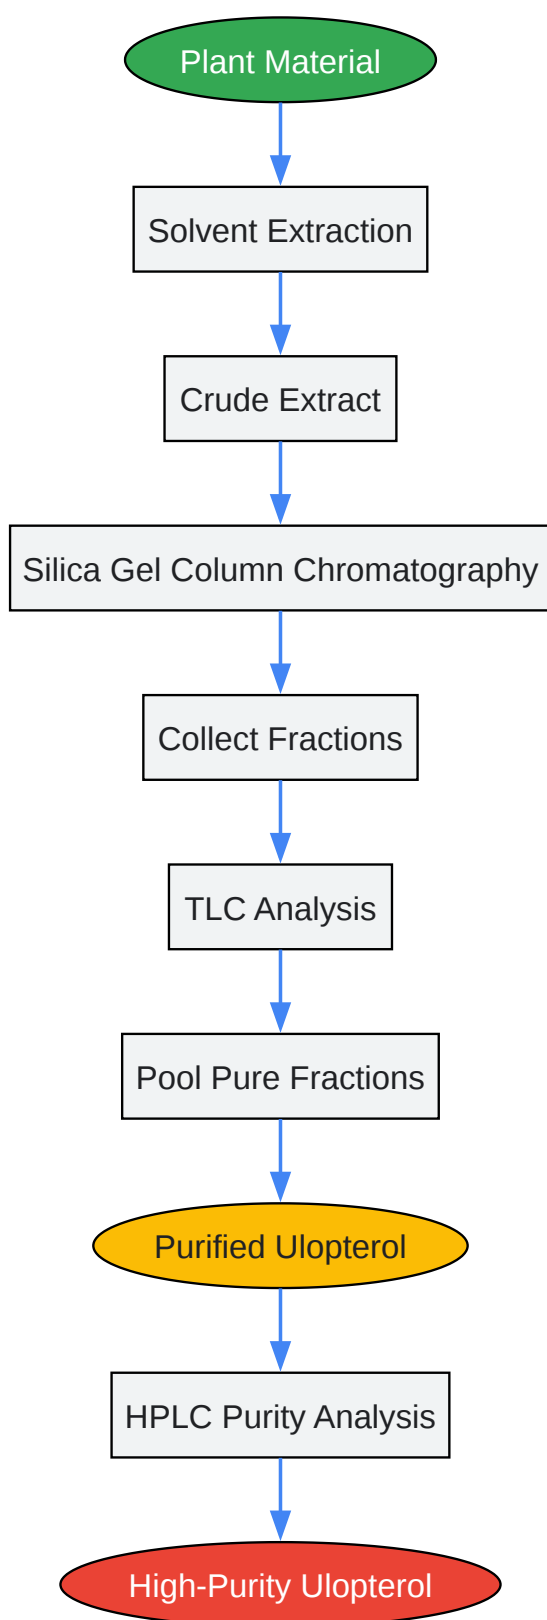 Plant Material
Solvent Extraction
Crude Extract
Silica Gel Column Chromatography
Collect Fractions
TLC Analysis
Pool Pure Fractions
Purified Ulopterol
HPLC Purity Analysis
High-Purity Ulopterol